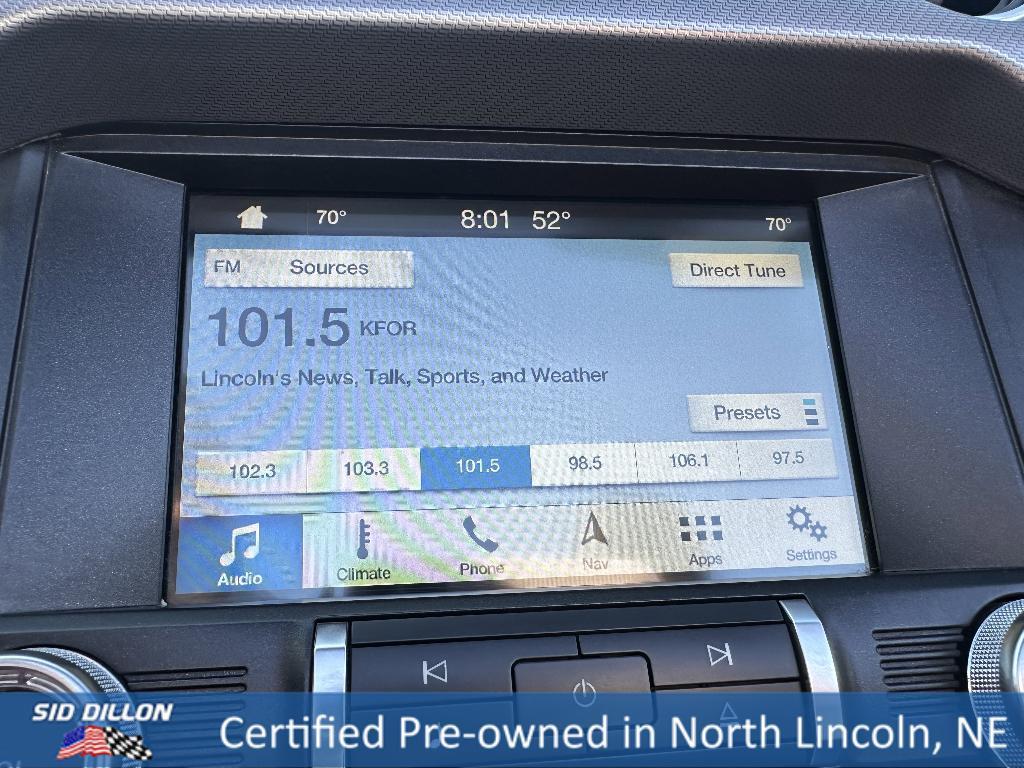 70° 8:01 52° 70°
FM Sources Direct Tune
101.5 KFOR
Lincoln's News, Talk, Sports, and Weather
Presets
102.3 103.3 101.5 98.5 106.1 97.5
Audio Climate Phone Nav Apps Settings
SID DILLON
Certified Pre-owned in North Lincoln, NE